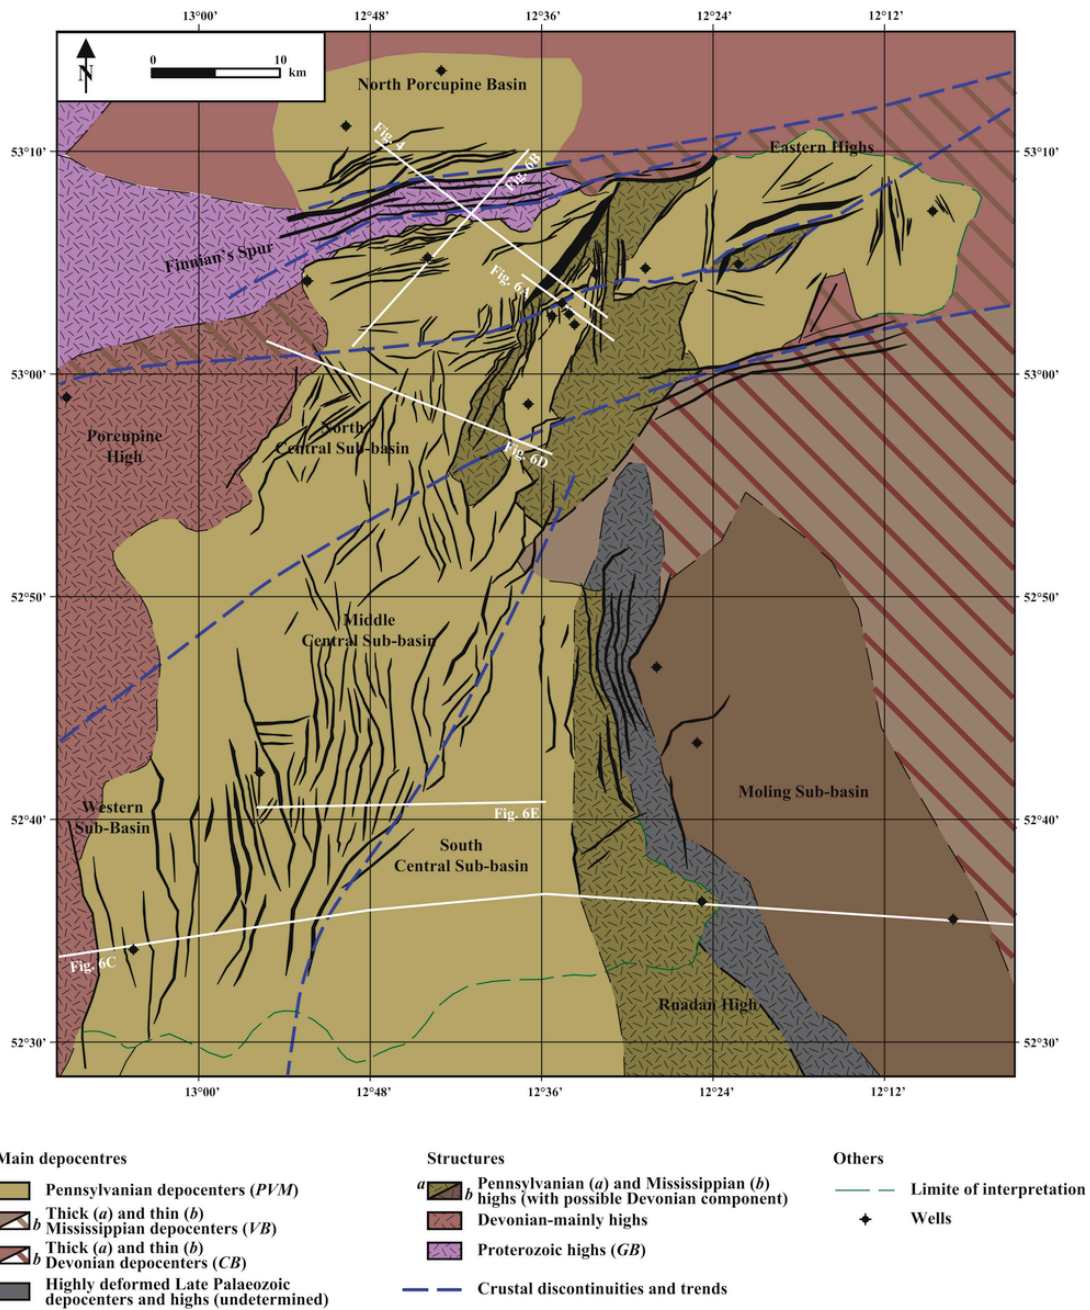 13°00’ 12°48’ 12°36’ 12°24’ 12°12’
N
0 10
km
North Porcupine Basin
Fig. 4
Fig. 6B
Eastern Highs
53°10’ 53°10’
Finnian’s Spur
Fig. 6A
53°00’ 53°00’
Porcupine
High
North
Central Sub-basin
Fig. 6D
52°50’ 52°50’
Middle
Central Sub-basin
Western
Sub-Basin
Fig. 6E
Moling Sub-basin
52°40’ 52°40’
South
Central Sub-basin
Fig. 6C
Ruadan High
52°30’ 52°30’
13°00’ 12°48’ 12°36’ 12°24’ 12°12’
Main depocentres
Pennsylvanian depocenters (PVM)
b
Thick (a) and thin (b)
Mississippian depocenters (VB)
b
Thick (a) and thin (b)
Devonian depocenters (CB)
Highly deformed Late Palaeozoic
depocenters and highs (undetermined)
Structures
a
b
Pennsylvanian (a) and Mississippian (b)
highs (with possible Devonian component)
Devonian-mainly highs
Proterozoic highs (GB)
Crustal discontinuities and trends
Others
Limite of interpretation
Wells